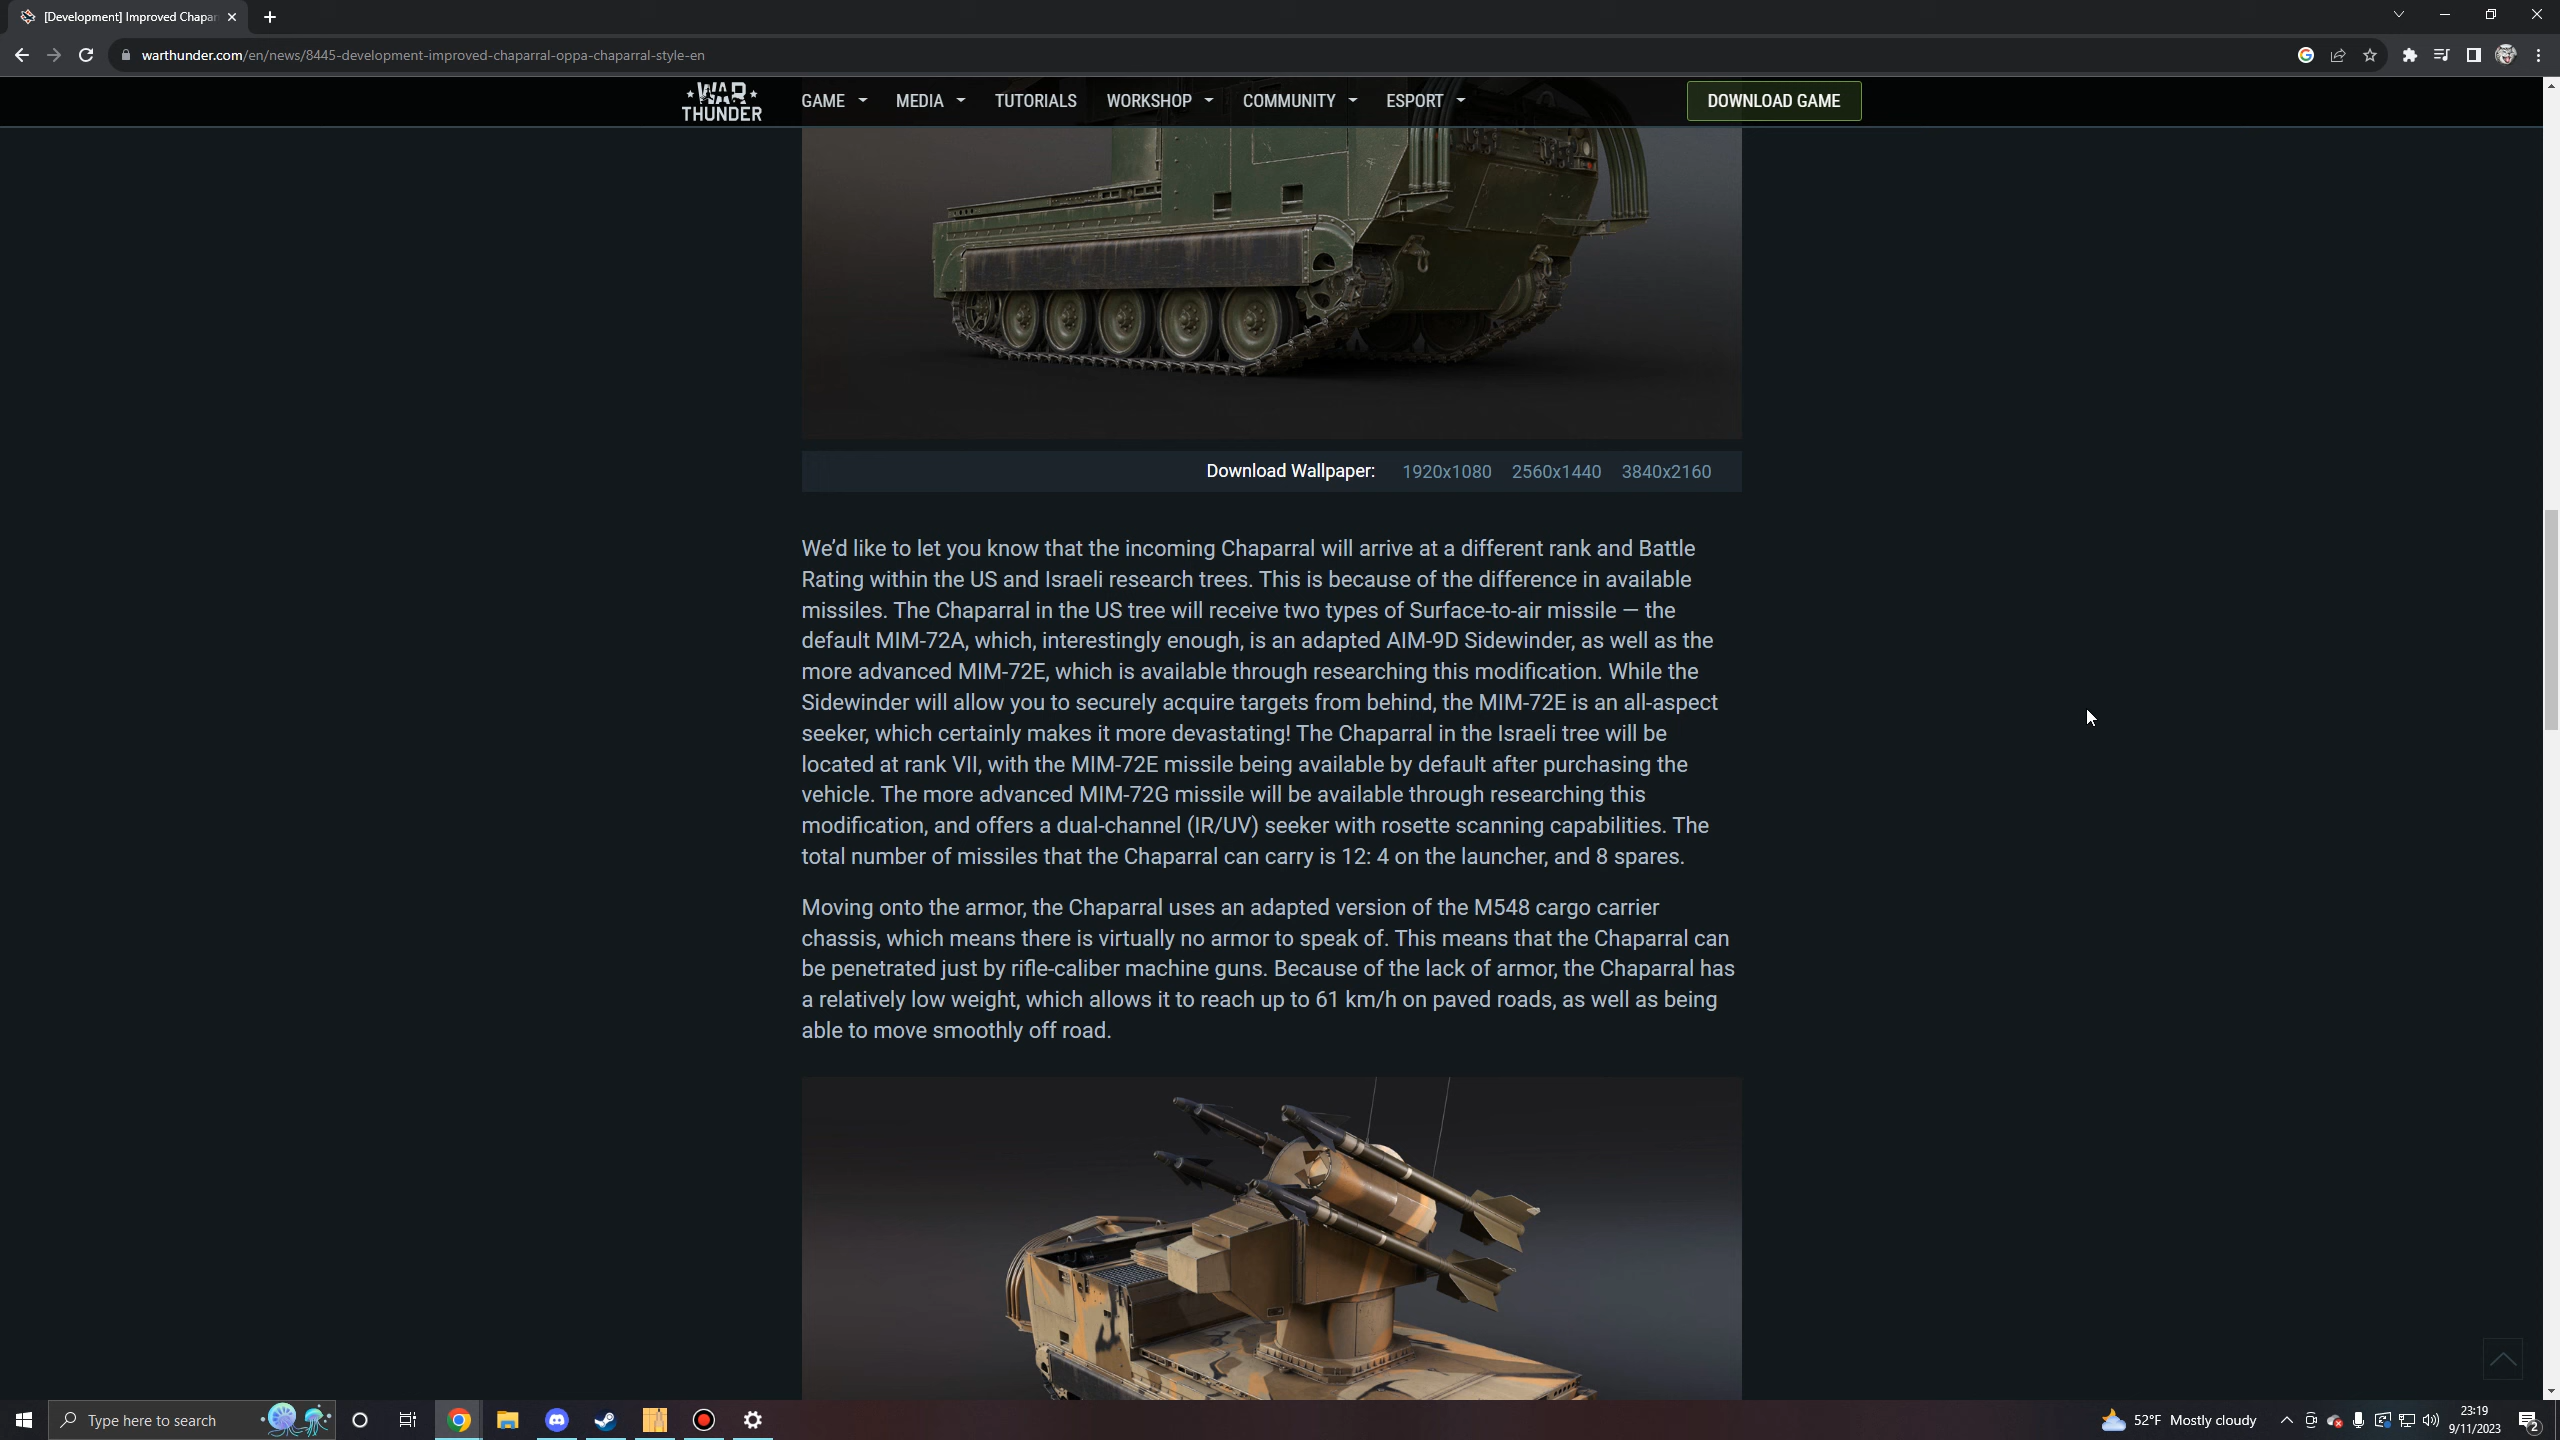 [Development] Improved Chapar
warthunder.com/en/news/8445-development-improved-chaparral-oppa-chaparral-style-en
WAR THUNDER
GAME
MEDIA
TUTORIALS
WORKSHOP
COMMUNITY
ESPORT
DOWNLOAD GAME
Download Wallpaper: 1920x1080 2560x1440 3840x2160
We’d like to let you know that the incoming Chaparral will arrive at a different rank and Battle
Rating within the US and Israeli research trees. This is because of the difference in available
missiles. The Chaparral in the US tree will receive two types of Surface-to-air missile — the
default MIM-72A, which, interestingly enough, is an adapted AIM-9D Sidewinder, as well as the
more advanced MIM-72E, which is available through researching this modification. While the
Sidewinder will allow you to securely acquire targets from behind, the MIM-72E is an all-aspect
seeker, which certainly makes it more devastating! The Chaparral in the Israeli tree will be
located at rank VII, with the MIM-72E missile being available by default after purchasing the
vehicle. The more advanced MIM-72G missile will be available through researching this
modification, and offers a dual-channel (IR/UV) seeker with rosette scanning capabilities. The
total number of missiles that the Chaparral can carry is 12: 4 on the launcher, and 8 spares.
Moving onto the armor, the Chaparral uses an adapted version of the M548 cargo carrier
chassis, which means there is virtually no armor to speak of. This means that the Chaparral can
be penetrated just by rifle-caliber machine guns. Because of the lack of armor, the Chaparral has
a relatively low weight, which allows it to reach up to 61 km/h on paved roads, as well as being
able to move smoothly off road.
Type here to search
52°F Mostly cloudy
23:19
9/11/2023
2